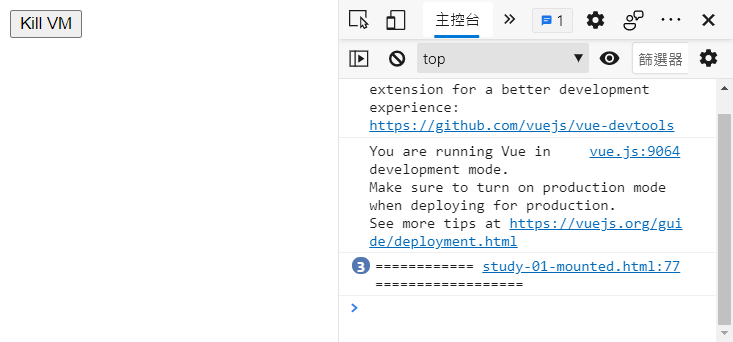 Kill VM
主控台
1
top
篩選器
extension for a better development
experience:
https://github.com/vuejs/vue-devtools
You are running Vue in vue.js:9064
development mode.
Make sure to turn on production mode
when deploying for production.
See more tips at https://vuejs.org/gui
de/deployment.html
3 ============ study-01-mounted.html:77
==================